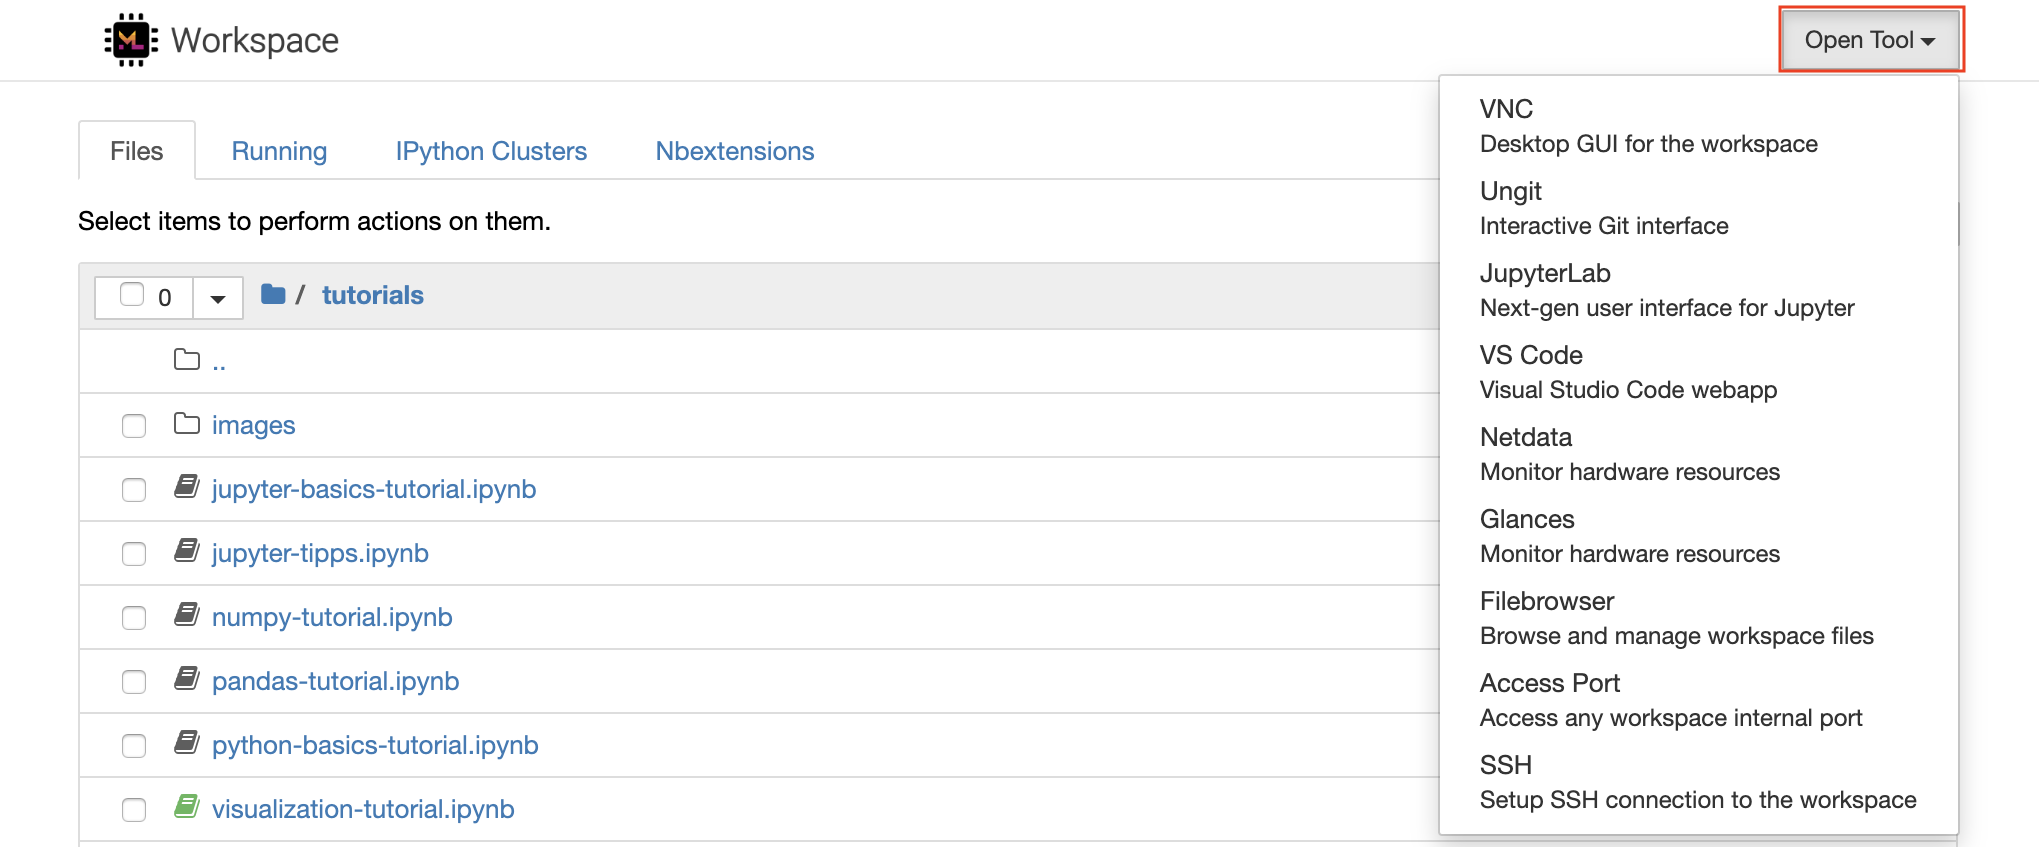 ML
Workspace
Open Tool
Files
Running
IPython Clusters
Nbextensions
Select items to perform actions on them.
0
/ tutorials
..
images
jupyter-basics-tutorial.ipynb
jupyter-tipps.ipynb
numpy-tutorial.ipynb
pandas-tutorial.ipynb
python-basics-tutorial.ipynb
visualization-tutorial.ipynb
VNC
Desktop GUI for the workspace
Ungit
Interactive Git interface
JupyterLab
Next-gen user interface for Jupyter
VS Code
Visual Studio Code webapp
Netdata
Monitor hardware resources
Glances
Monitor hardware resources
Filebrowser
Browse and manage workspace files
Access Port
Access any workspace internal port
SSH
Setup SSH connection to the workspace